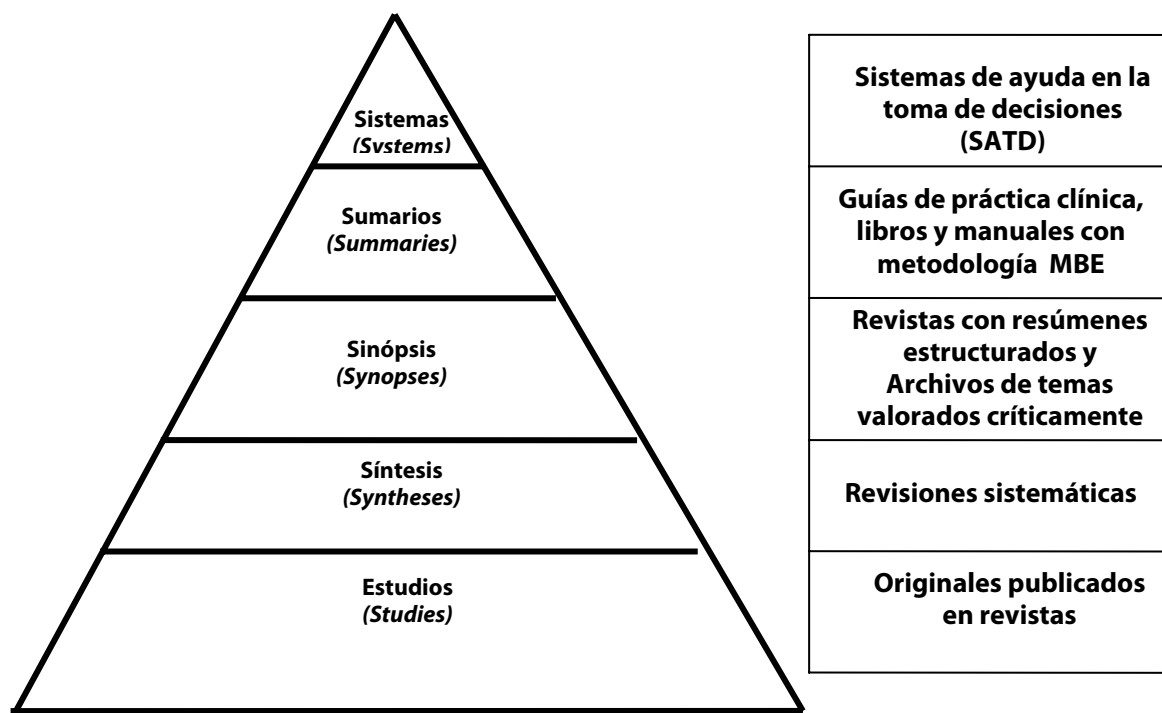 Sistemas
(Systems)
Sistemas de ayuda en la
toma de decisiones
(SATD)
Sumarios
(Summaries)
Guías de práctica clínica,
libros y manuales con
metodología MBE
Sinópsis
(Synopses)
Revistas con resúmenes
estructurados y
Archivos de temas
valorados críticamente
Síntesis
(Syntheses)
Revisiones sistemáticas
Estudios
(Studies)
Originales publicados
en revistas